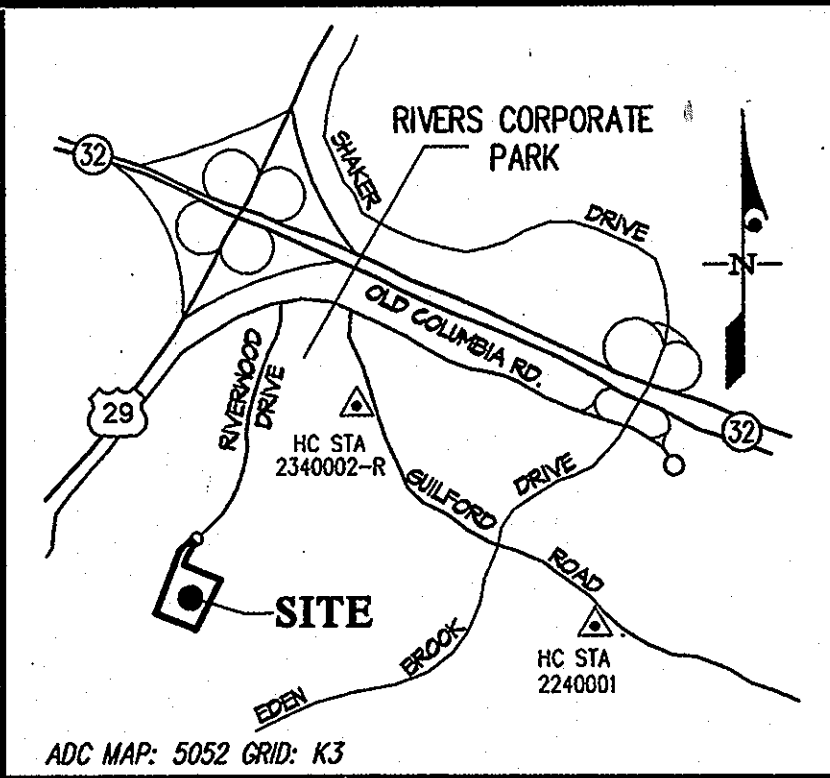 RIVERS CORPORATE
PARK
32
SHAKER
DRIVE
N
OLD COLUMBIA RD.
29
RIVERWOOD
DRIVE
HC STA
2340002-R
32
GUILFORD
ROAD
DRIVE
SITE
BROOK
EDEN
HC STA
2240001
ADC MAP: 5052 GRID: K3